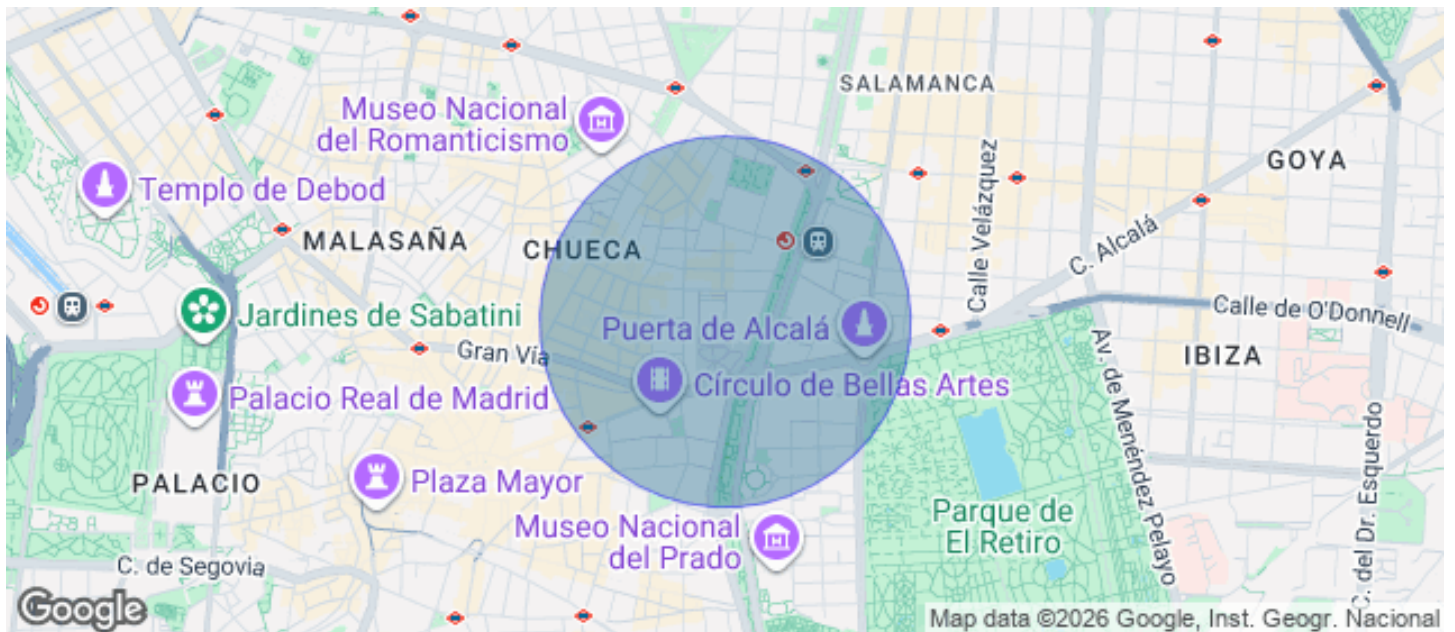 SALAMANCA
Museo Nacional
del Romanticismo
Calle Velázquez
GOYA
Templo de Debod
MALASAÑA
CHUECA
C. Alcalá
Jardines de Sabatini
Puerta de Alcalá
Calle de O'Donnell
Gran Vía
IBIZA
Av. de Menéndez Pelayo
Palacio Real de Madrid
Círculo de Bellas Artes
C. del Dr. Esquerdo
PALACIO
Plaza Mayor
Museo Nacional
del Prado
Parque de
El Retiro
C. de Segovia
Google
Map data ©2026 Google, Inst. Geogr. Nacional